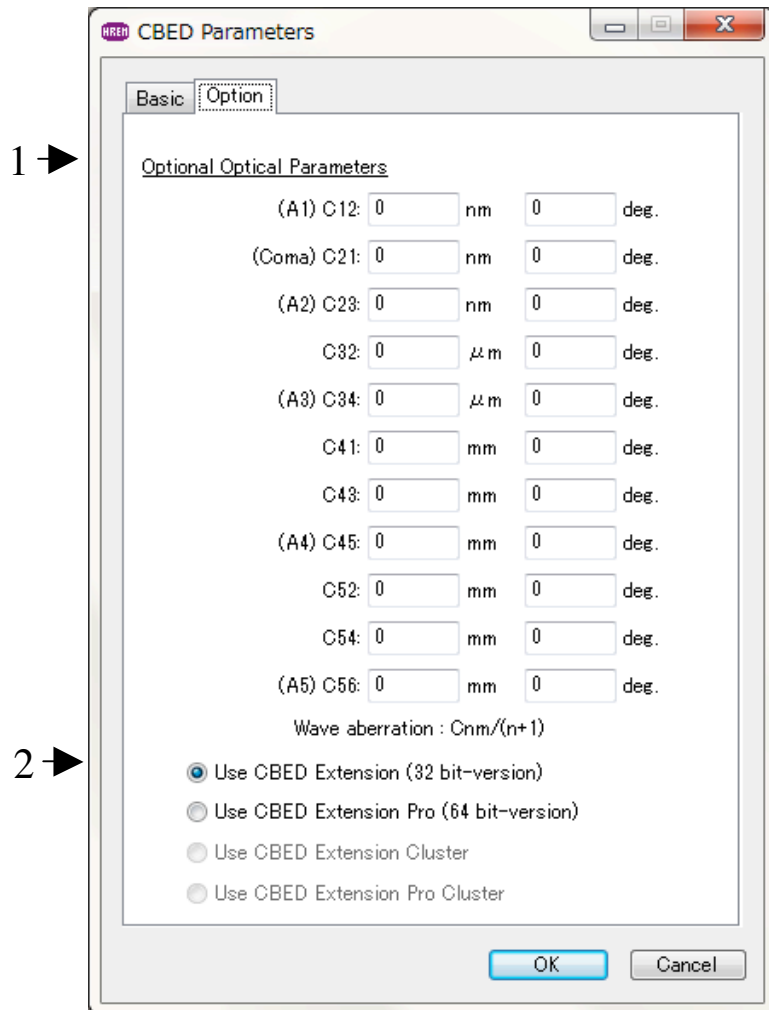 HREM CBED Parameters
Basic Option
1
Optional Optical Parameters
(A1) C12: 0 nm 0 deg.
(Coma) C21: 0 nm 0 deg.
(A2) C23: 0 nm 0 deg.
C32: 0 μm 0 deg.
(A3) C34: 0 μm 0 deg.
C41: 0 mm 0 deg.
C43: 0 mm 0 deg.
(A4) C45: 0 mm 0 deg.
C52: 0 mm 0 deg.
C54: 0 mm 0 deg.
(A5) C56: 0 mm 0 deg.
Wave aberration : Cnm/(n+1)
2
Use CBED Extension (32 bit-version)
Use CBED Extension Pro (64 bit-version)
Use CBED Extension Cluster
Use CBED Extension Pro Cluster
OK Cancel